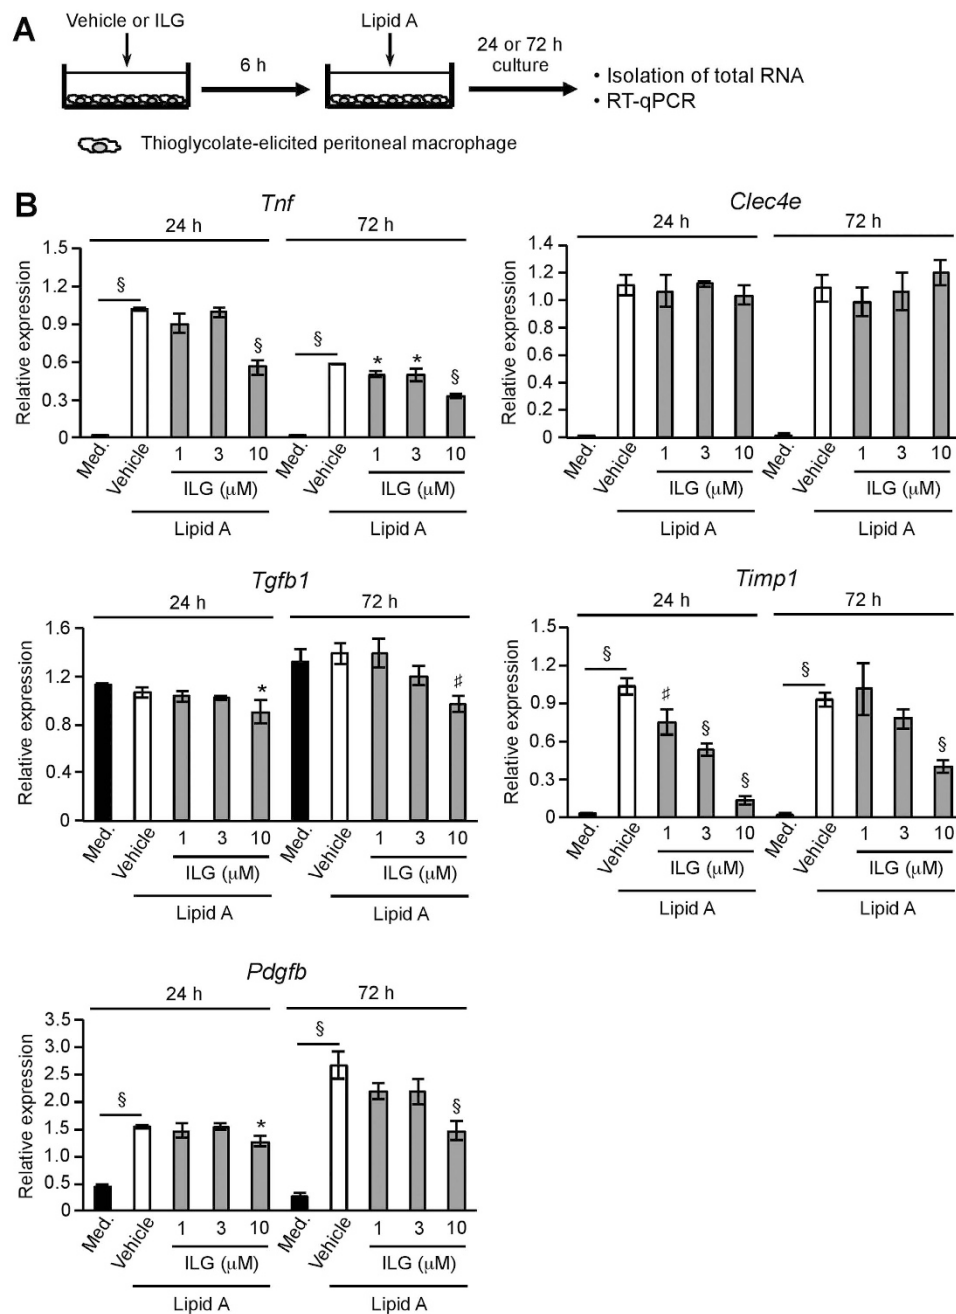 A
Vehicle or ILG
Lipid A
6 h
24 or 72 h
culture
• Isolation of total RNA
• RT-qPCR
Thioglycolate-elicited peritoneal macrophage
B
Tnf
24 h
72 h
Relative expression
1.5
1.2
0.9
0.6
0.3
0
§
§
§
*
*
§
Med.
Vehicle
1
3
10
Med.
Vehicle
1
3
10
ILG (μM)
ILG (μM)
Lipid A
Lipid A
Clec4e
24 h
72 h
Relative expression
1.4
1.2
1.0
0.8
0.6
0.4
0.2
0
Med.
Vehicle
1
3
10
Med.
Vehicle
1
3
10
ILG (μM)
ILG (μM)
Lipid A
Lipid A
Tgfb1
24 h
72 h
Relative expression
1.6
1.2
0.8
0.4
0
*
♯
Med.
Vehicle
1
3
10
Med.
Vehicle
1
3
10
ILG (μM)
ILG (μM)
Lipid A
Lipid A
Timp1
24 h
72 h
Relative expression
1.5
1.2
0.9
0.6
0.3
0
§
♯
§
§
§
§
Med.
Vehicle
1
3
10
Med.
Vehicle
1
3
10
ILG (μM)
ILG (μM)
Lipid A
Lipid A
Pdgfb
24 h
72 h
Relative expression
3.5
3.0
2.5
2.0
1.5
1.0
0.5
0
§
*
§
§
Med.
Vehicle
1
3
10
Med.
Vehicle
1
3
10
ILG (μM)
ILG (μM)
Lipid A
Lipid A